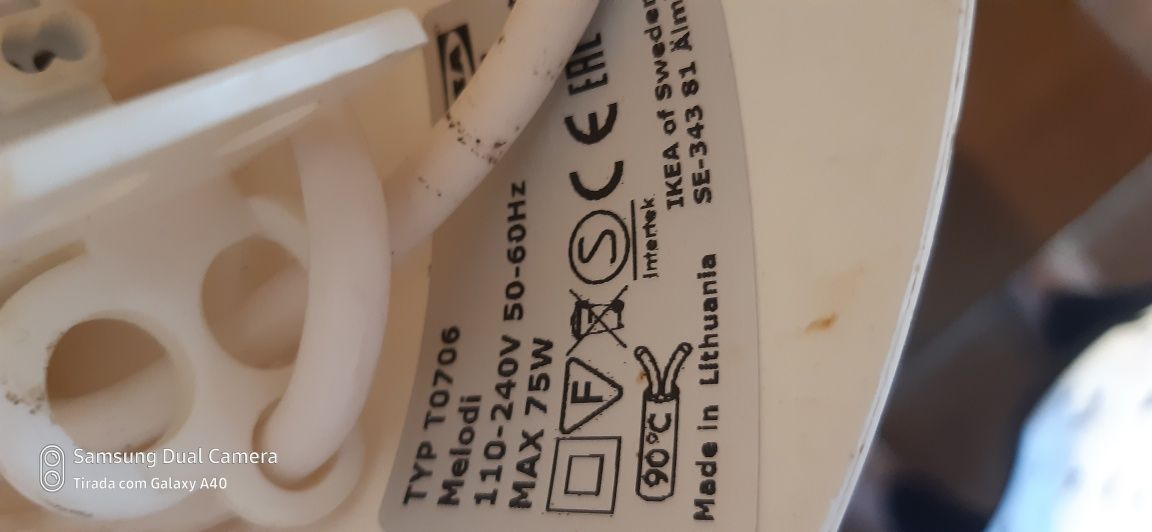 TYP T0706
Melodi
110-240V 50-60Hz
MAX 75W
F
S
CE EAC
Intertek
90°C
IKEA of Sweden
SE-343 81 Älm
Made in Lithuania
Samsung Dual Camera
Tirada com Galaxy A40